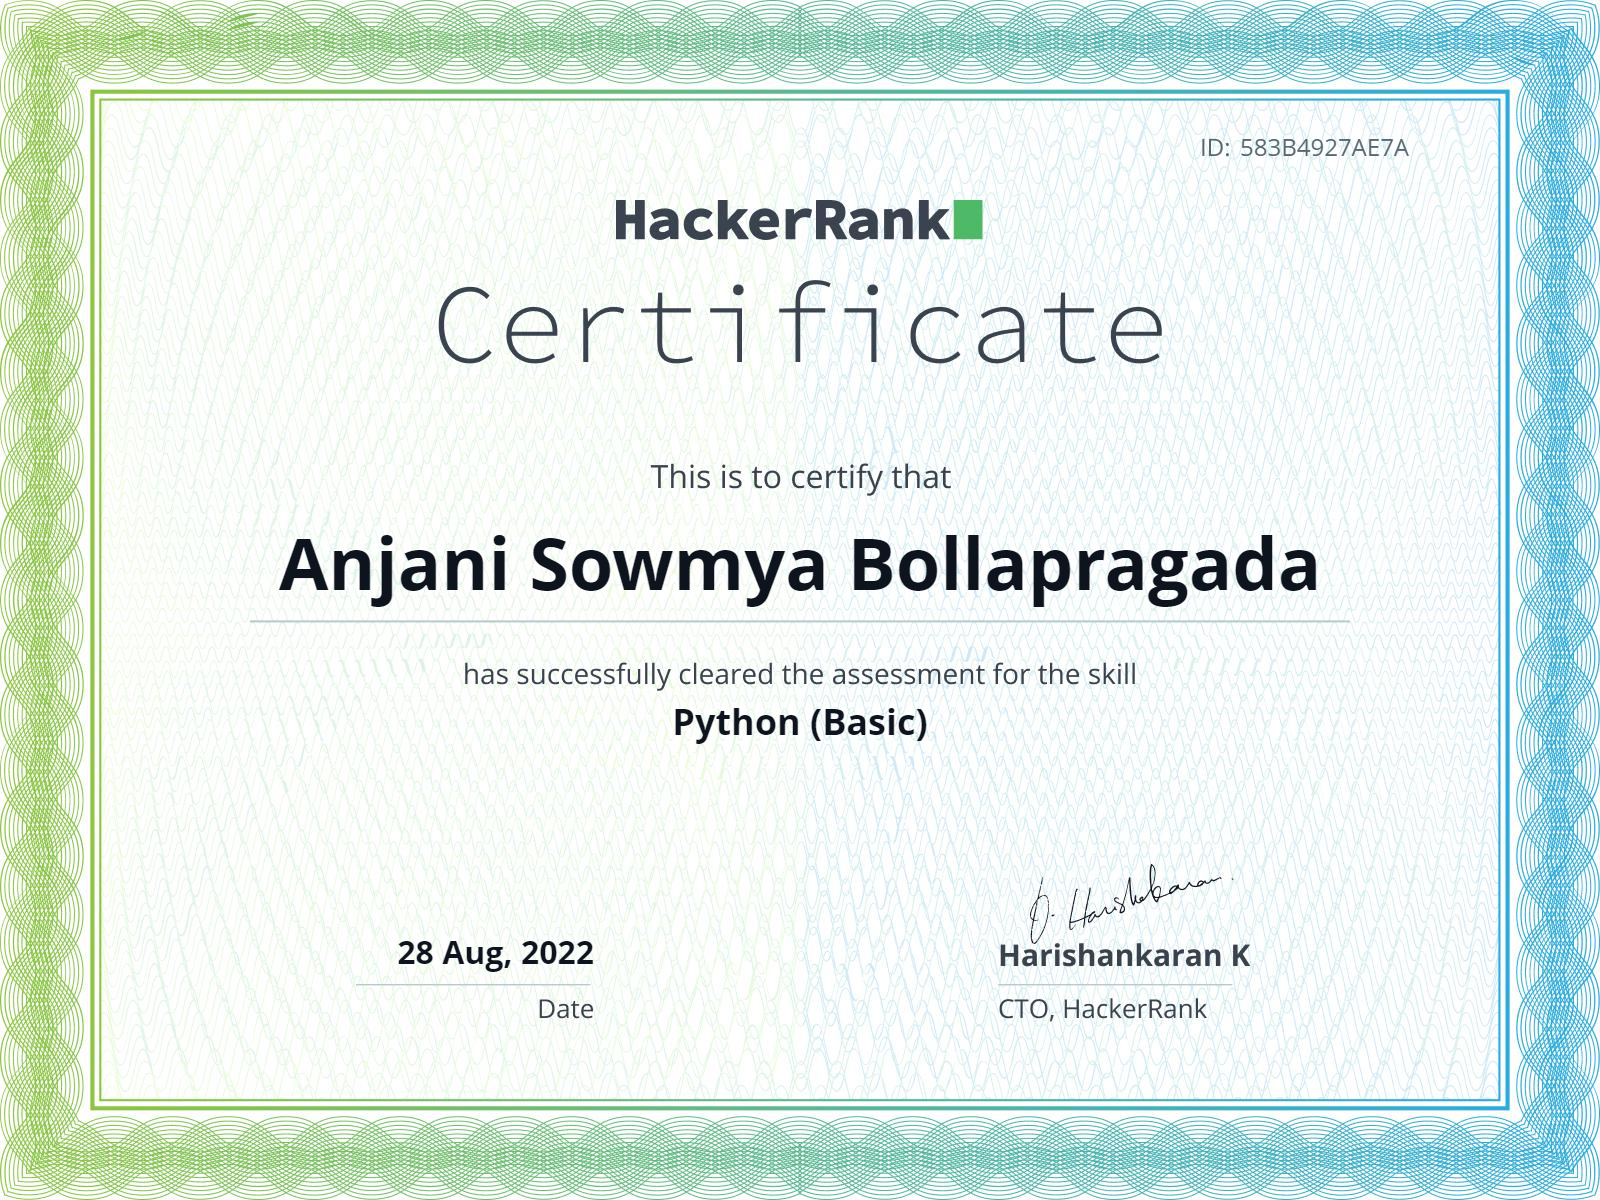 ID: 583B4927AE7A
HackerRank
Certificate
This is to certify that
Anjani Sowmya Bollapragada
has successfully cleared the assessment for the skill
Python (Basic)
J. Harishankaran
28 Aug, 2022
Harishankaran K
Date
CTO, HackerRank